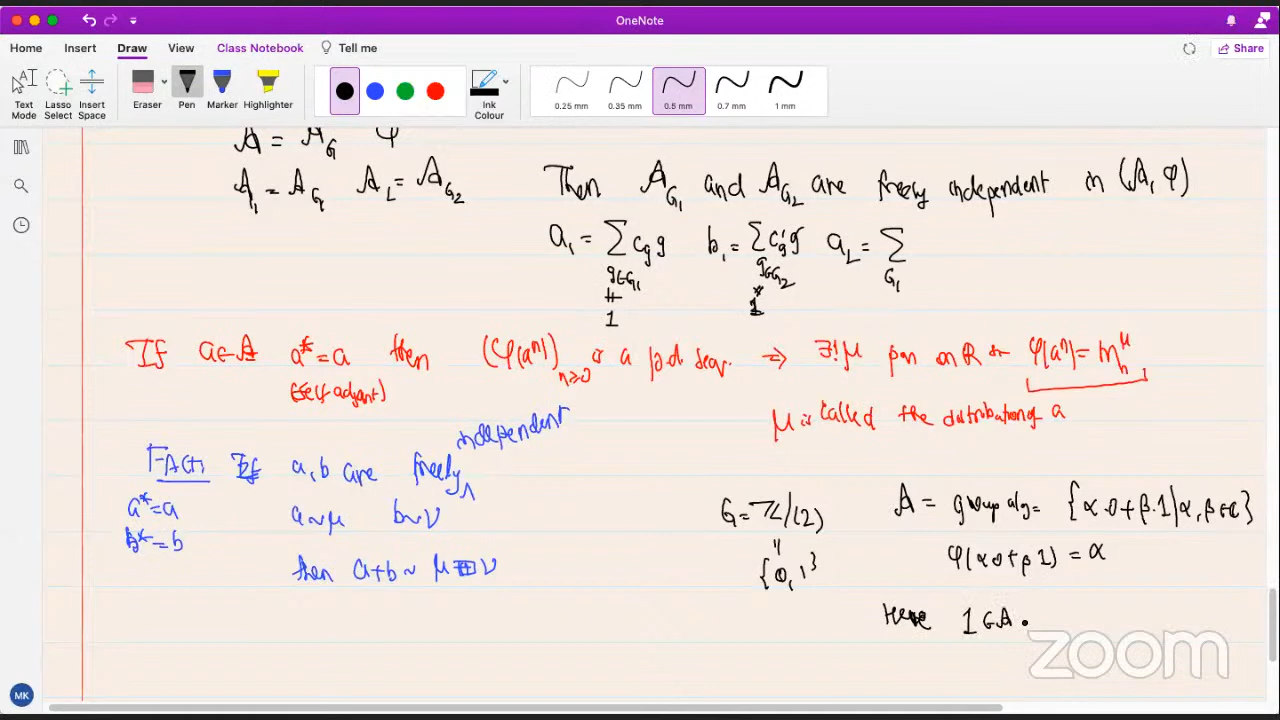 OneNote
Home Insert Draw View Class Notebook Tell me Share
Text Mode Lasso Select Insert Space Eraser Pen Marker Highlighter Ink Colour 0.25 mm 0.35 mm 0.5 mm 0.7 mm 1 mm
A = A_G φ
A_1 = A_{G_1} A_2 = A_{G_2}
Then A_{G_1} and A_{G_2} are freely independent in (A, φ)
a_1 = ∑_{g∈G_1 ≠ 1} c_g g b_1 = ∑_{g∈G_2 ≠ 1} c'_g g a_2 = ∑_{G_1}
If a∈A a*=a then (φ(a^n))_{n≥0} is a p.d seq. ⇒ ∃! μ pm on ℝ φ(a^n) = m_n^μ
(self adjoint)
μ is called the distribution of a
FACT: If a, b are freely independent
a*=a
b*=b
a~μ b~ν
then a+b ~ μ ⊞ ν
G = ℤ/(2)
=
{0, 1}
A = group alg = {α·0+β·1 | α, β∈ℂ}
φ(α0+β1) = α
Here 1∈A
zoom
MK